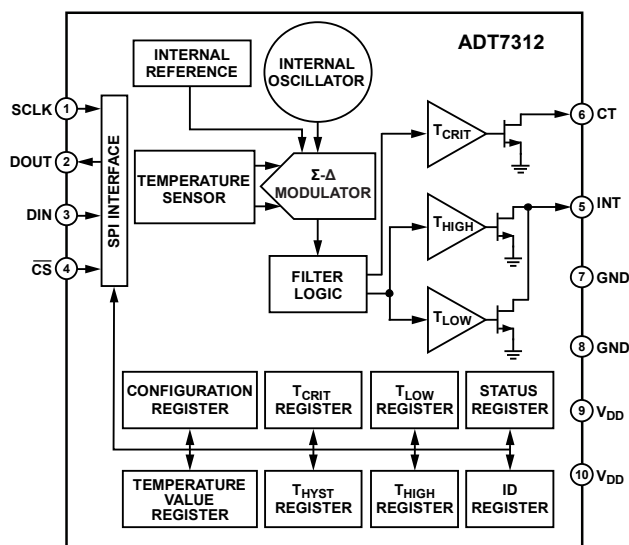 ADT7312
INTERNAL
REFERENCE
INTERNAL
OSCILLATOR
SCLK 1
DOUT 2
DIN 3
CS 4
SPI INTERFACE
TEMPERATURE
SENSOR
Σ-Δ
MODULATOR
FILTER
LOGIC
TCRIT
THIGH
TLOW
6 CT
5 INT
7 GND
8 GND
9 VDD
10 VDD
CONFIGURATION
REGISTER
TCRIT
REGISTER
TLOW
REGISTER
STATUS
REGISTER
TEMPERATURE
VALUE
REGISTER
THYST
REGISTER
THIGH
REGISTER
ID
REGISTER